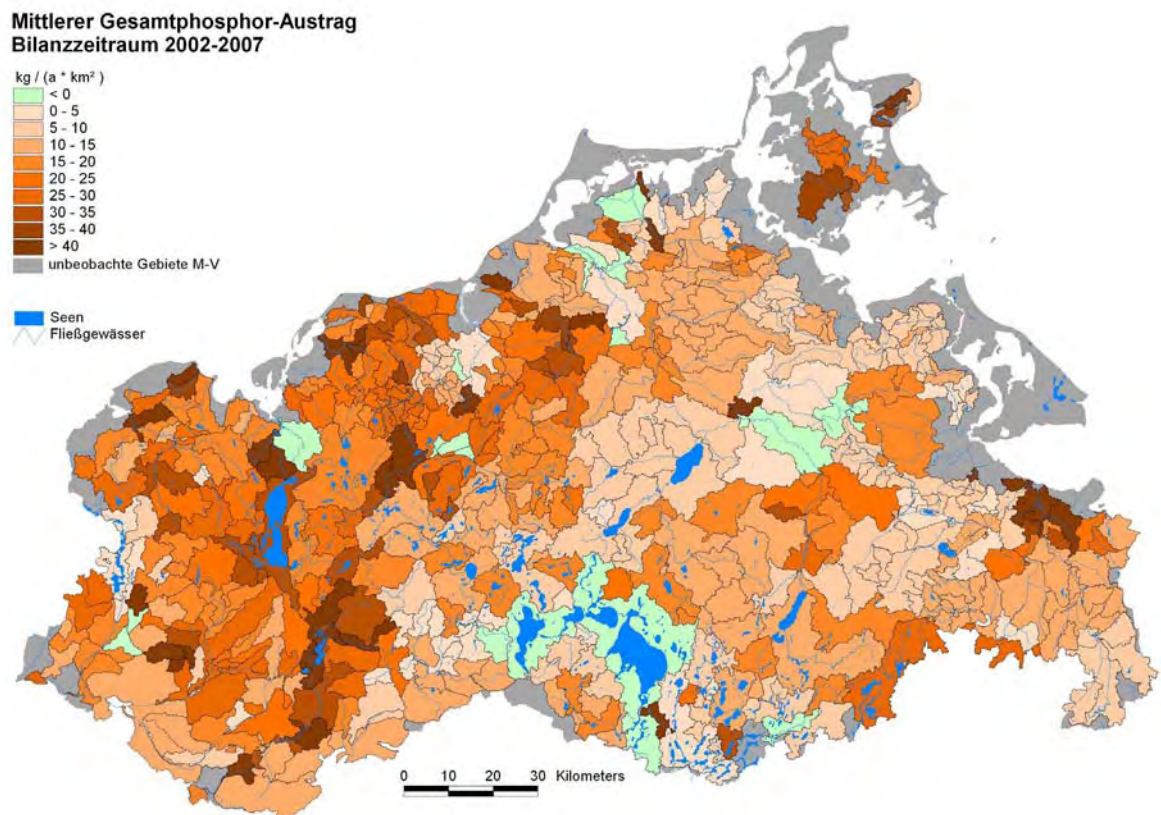 Mittlerer Gesamtphosphor-Austrag
Bilanzzeitraum 2002-2007
kg / (a * km² )
< 0
0 - 5
5 - 10
10 - 15
15 - 20
20 - 25
25 - 30
30 - 35
35 - 40
> 40
unbeobachte Gebiete M-V
Seen
Fließgewässer
0 10 20 30 Kilometers